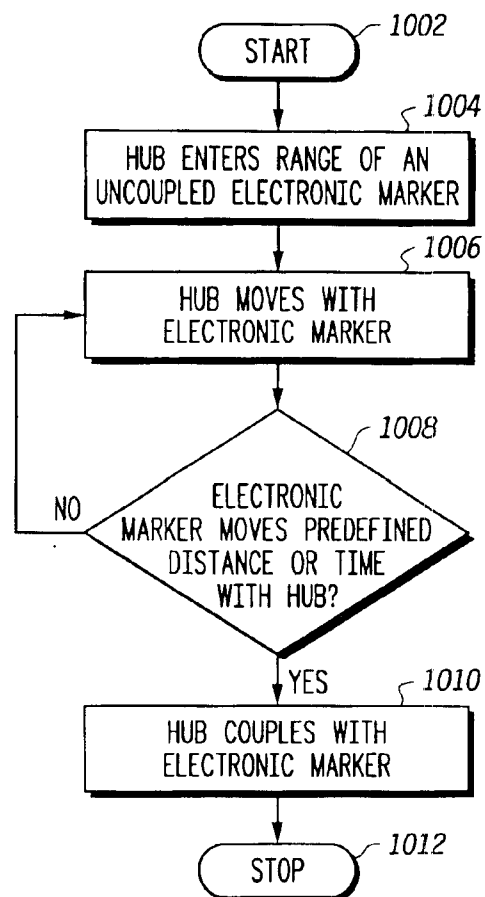 1002
START
1004
HUB ENTERS RANGE OF AN
UNCOUPLED ELECTRONIC MARKER
1006
HUB MOVES WITH
ELECTRONIC MARKER
1008
NO
ELECTRONIC
MARKER MOVES PREDEFINED
DISTANCE OR TIME
WITH HUB?
YES
1010
HUB COUPLES WITH
ELECTRONIC MARKER
1012
STOP